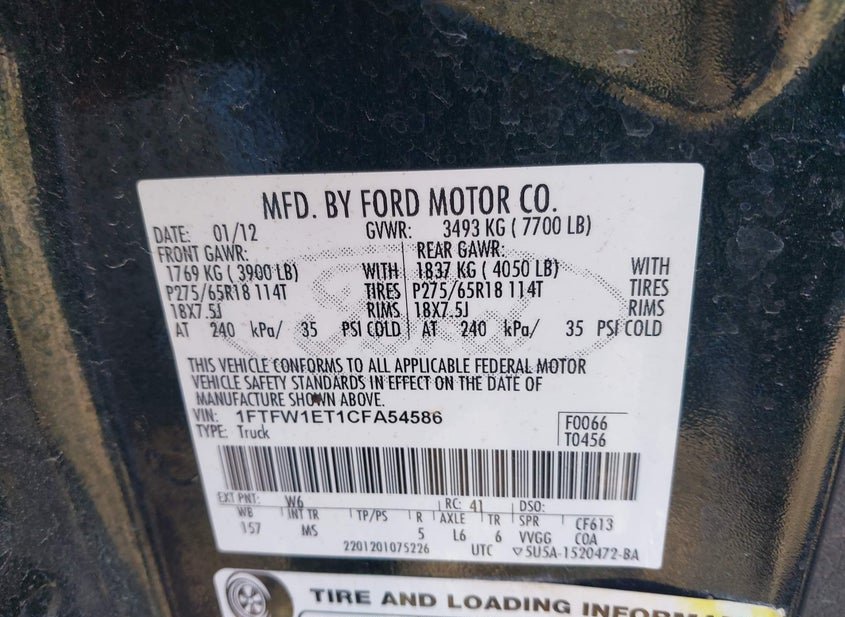 MFD. BY FORD MOTOR CO.
DATE: 01/12 GVWR: 3493 KG ( 7700 LB)
FRONT GAWR: REAR GAWR:
1769 KG ( 3900 LB) WITH 1837 KG ( 4050 LB) WITH
P275/65R18 114T TIRES P275/65R18 114T TIRES
18X7.5J RIMS 18X7.5J RIMS
AT 240 kPa/ 35 PSI COLD AT 240 kPa/ 35 PSI COLD
THIS VEHICLE CONFORMS TO ALL APPLICABLE FEDERAL MOTOR
VEHICLE SAFETY STANDARDS IN EFFECT ON THE DATE OF
MANUFACTURE SHOWN ABOVE.
VIN: 1FTFW1ET1CFA54586 F0066
TYPE: Truck T0456
EXT PNT: W6 RC: 41 DSO:
WB INT TR TP/PS R AXLE TR SPR CF613
157 MS 5 L6 6 VVGG COA
2201201075226 UTC ▽5U5A-1520472-BA
TIRE AND LOADING